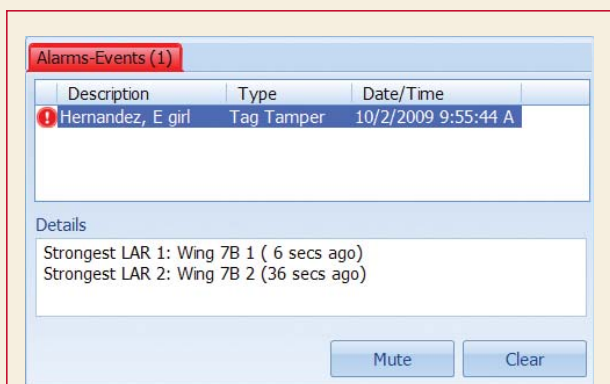 Alarms-Events (1)
Description Type Date/Time
Hernandez, E girl Tag Tamper 10/2/2009 9:55:44 A
Details
Strongest LAR 1: Wing 7B 1 ( 6 secs ago)
Strongest LAR 2: Wing 7B 2 (36 secs ago)
Mute Clear